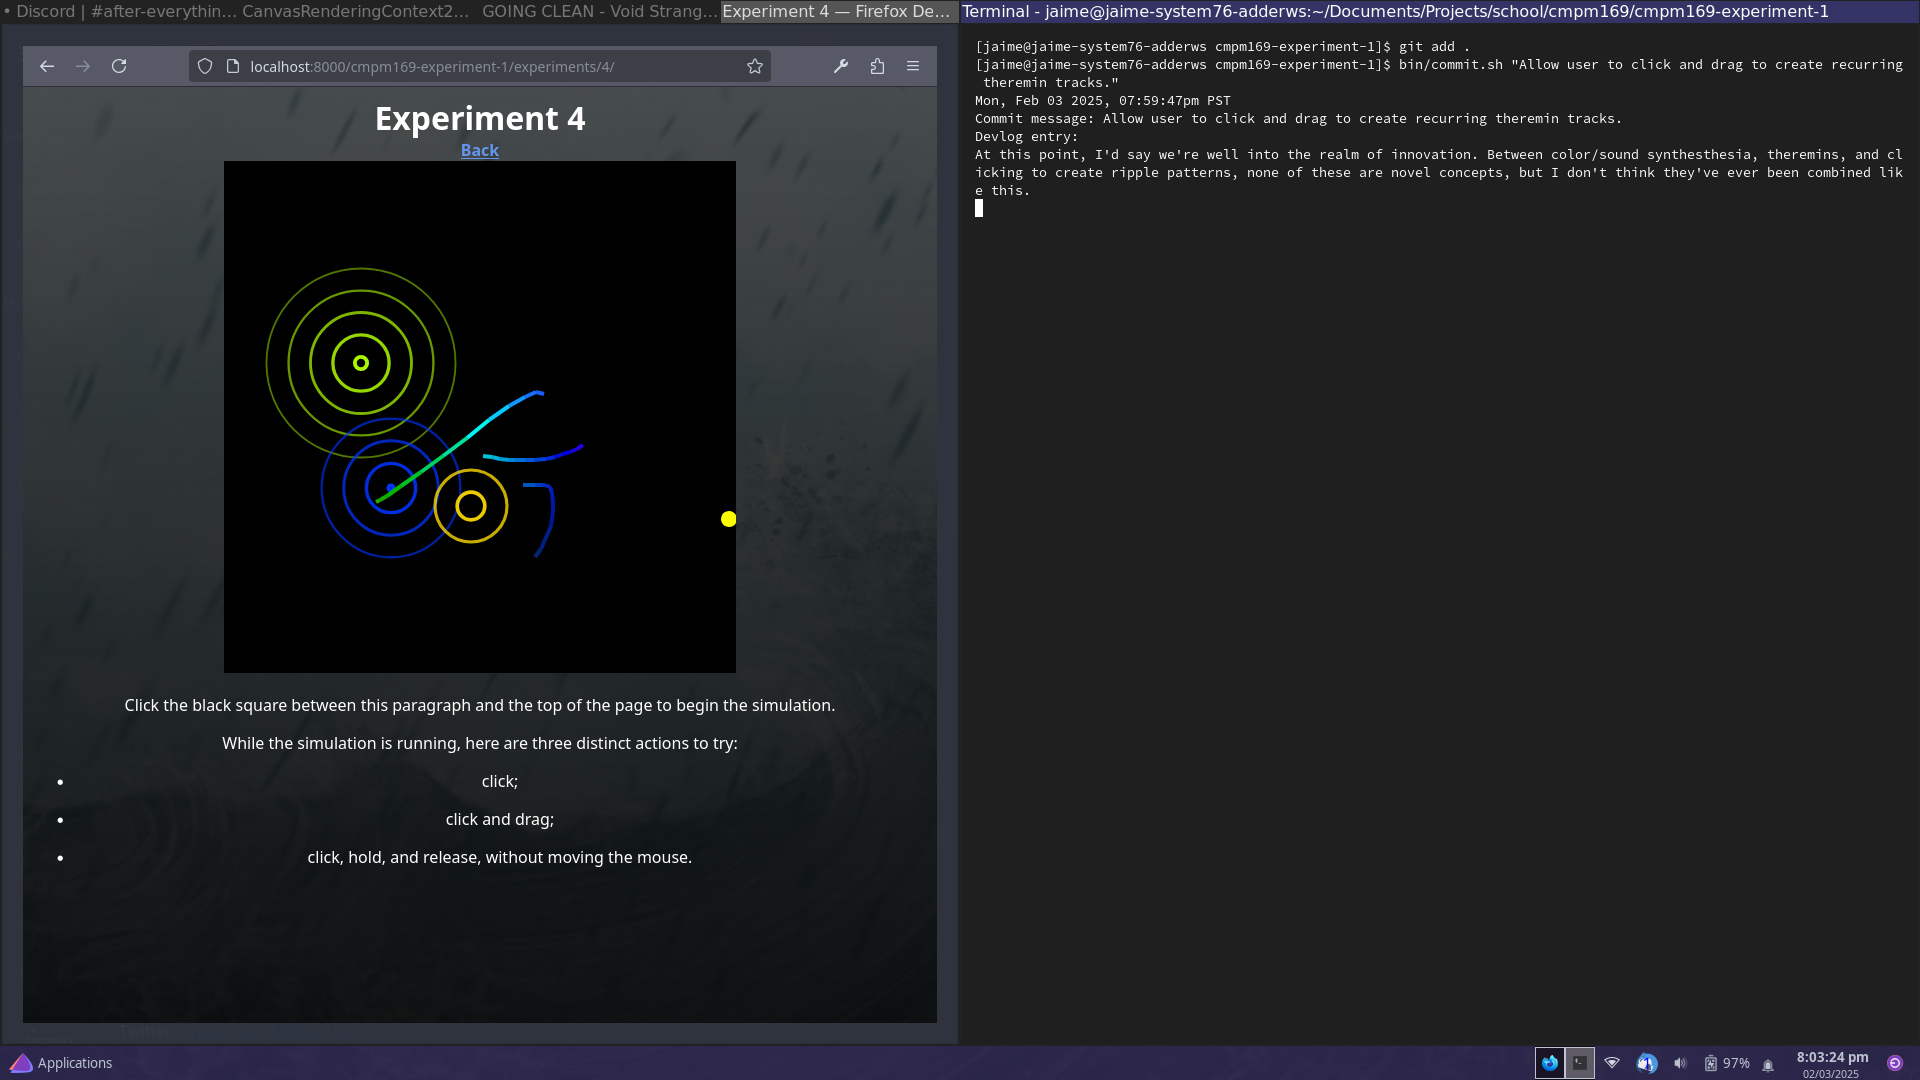 • Discord | #after-everythin… CanvasRenderingContext2… GOING CLEAN - Void Strang… Experiment 4 — Firefox De… Terminal - jaime@jaime-system76-adderws:~/Documents/Projects/school/cmpm169/cmpm169-experiment-1
localhost:8000/cmpm169-experiment-1/experiments/4/
Experiment 4
Back
Click the black square between this paragraph and the top of the page to begin the simulation.
While the simulation is running, here are three distinct actions to try:
• click;
• click and drag;
• click, hold, and release, without moving the mouse.
[jaime@jaime-system76-adderws cmpm169-experiment-1]$ git add .
[jaime@jaime-system76-adderws cmpm169-experiment-1]$ bin/commit.sh "Allow user to click and drag to create recurring
 theremin tracks."
Mon, Feb 03 2025, 07:59:47pm PST
Commit message: Allow user to click and drag to create recurring theremin tracks.
Devlog entry:
At this point, I'd say we're well into the realm of innovation. Between color/sound synthesthesia, theremins, and cl
icking to create ripple patterns, none of these are novel concepts, but I don't think they've ever been combined lik
e this.
Applications
97%
8:03:24 pm
02/03/2025